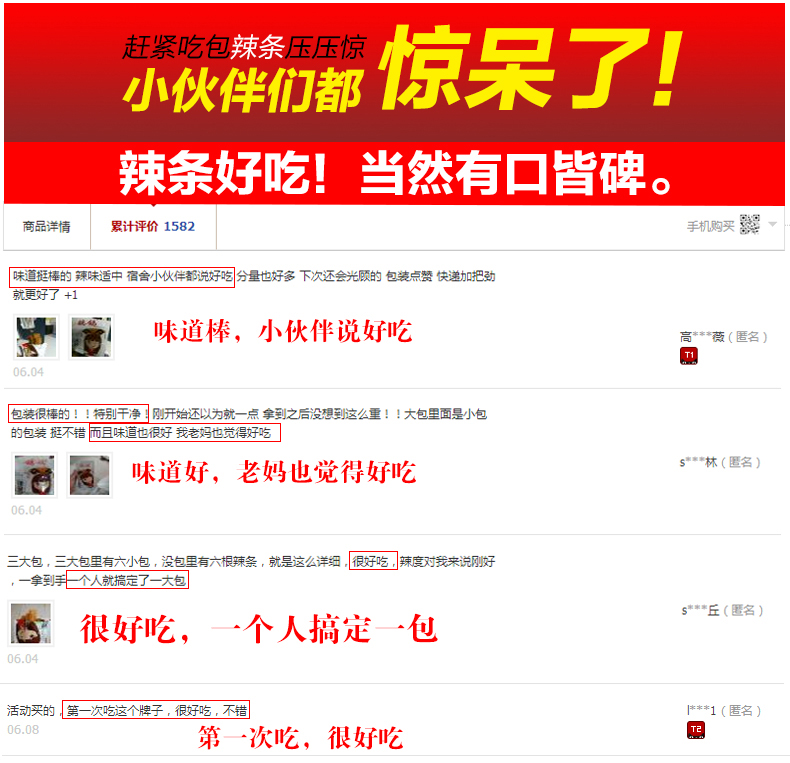 赶紧吃包辣条压压惊
小伙伴们都 惊呆了!
辣条好吃! 当然有口皆碑。
商品详情 累计评价 1582 手机购买
味道挺棒的 辣味适中 宿舍小伙伴都说好吃 分量也好多 下次还会光顾的 包装点赞 快递加把劲
就更好了 +1
味道棒，小伙伴说好吃
高***薇（匿名）
T1
06.04
包装很棒的！！特别干净！刚开始还以为就一点 拿到之后没想到这么重！！大包里面是小包
的包装 挺不错 而且味道也很好 我老妈也觉得好吃
味道好，老妈也觉得好吃
s***林（匿名）
06.04
三大包，三大包里有六小包，没包里有六根辣条，就是这么详细，很好吃，辣度对我来说刚好
，一拿到手一个人就搞定了一大包
很好吃，一个人搞定一包
s***丘（匿名）
06.04
活动买的，第一次吃这个牌子，很好吃，不错
l***1（匿名）
T2
06.08
第一次吃，很好吃